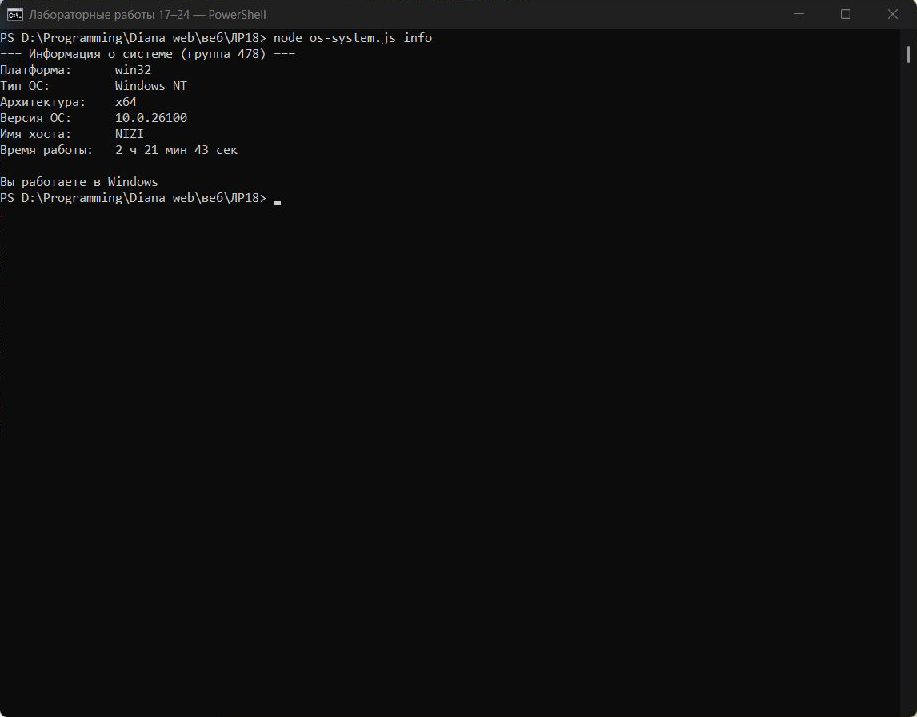 Лабораторные работы 17–24 — PowerShell
PS D:\Programming\Diana web\веб\ЛР18> node os-system.js info
=== Информация о системе (группа 478) ===
Платформа:      win32
Тип ОС:         Windows_NT
Архитектура:    x64
Версия ОС:      10.0.26100
Имя хоста:      NIZI
Время работы:   2 ч 21 мин 43 сек
Вы работаете в Windows
PS D:\Programming\Diana web\веб\ЛР18>